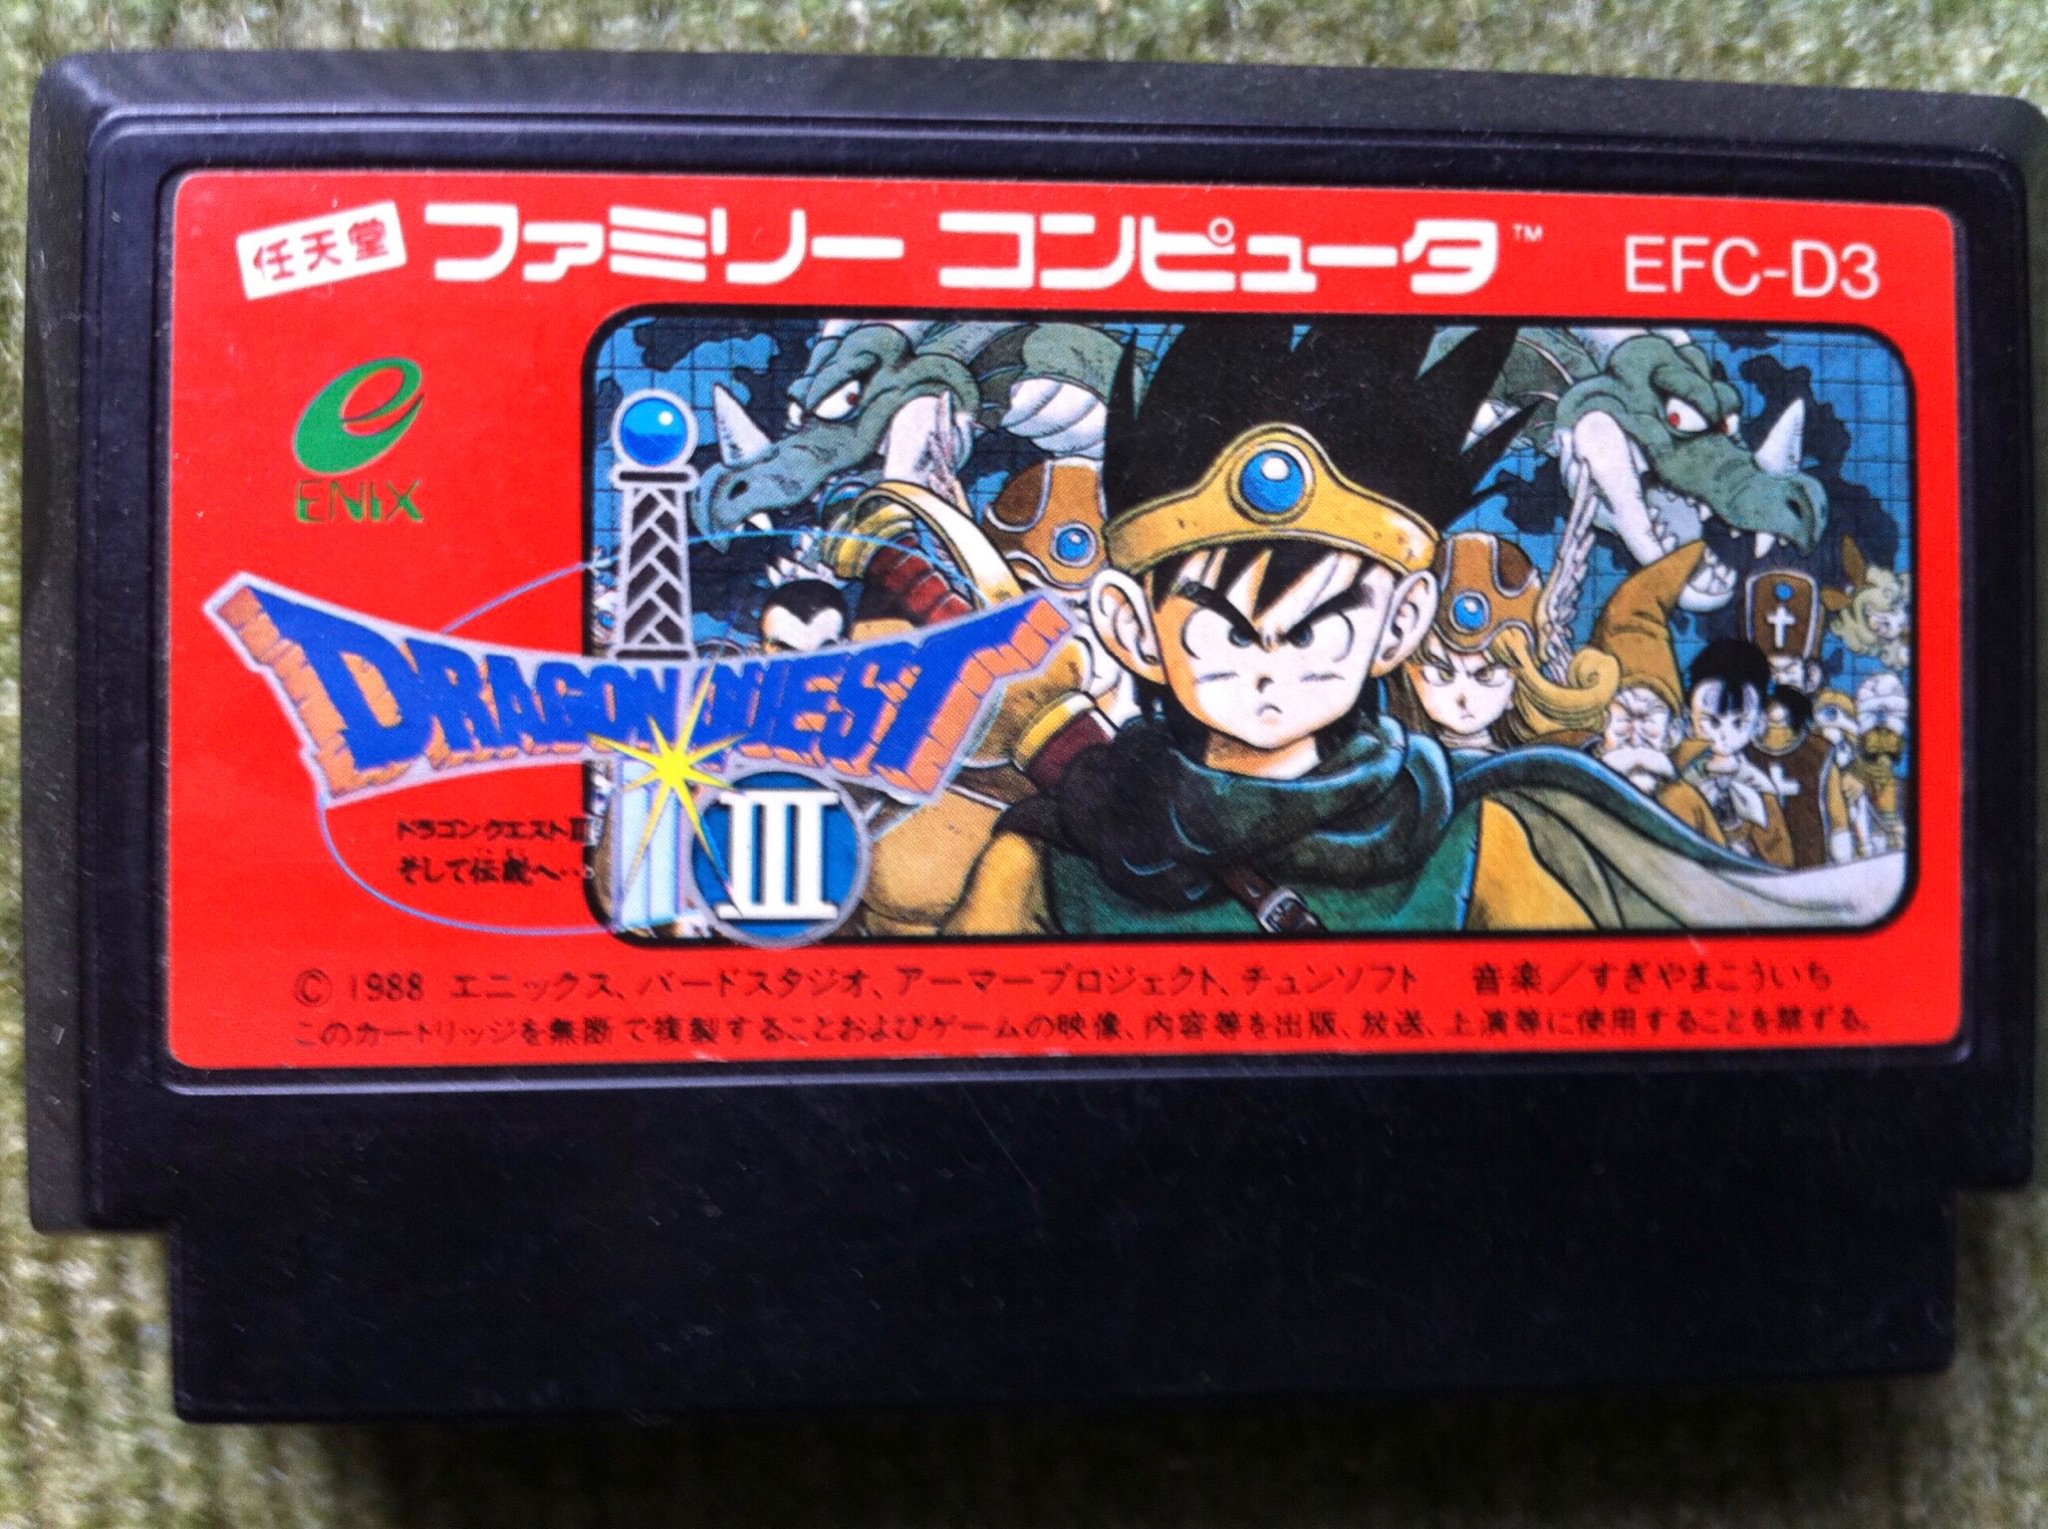 任天堂 ファミリー コンピュータ™ EFC-D3
ENIX
DRAGON QUEST
III
ドラゴンクエストIII
そして伝説へ…
© 1988 エニックス、バードスタジオ、アーマープロジェクト、チュンソフト 音楽／すぎやまこういち
このカートリッジを無断で複製することおよびゲームの映像、内容等を出版、放送、上演等に使用することを禁ずる。